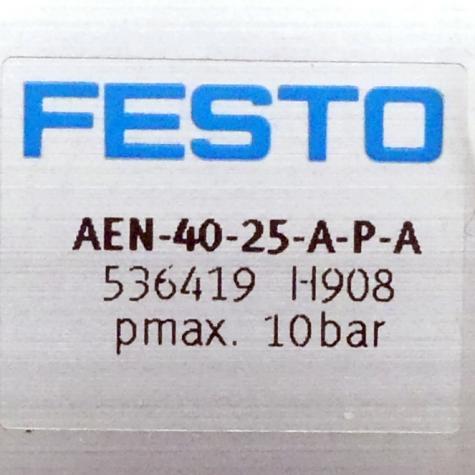 FESTO
AEN-40-25-A-P-A
536419 H908
pmax. 10bar